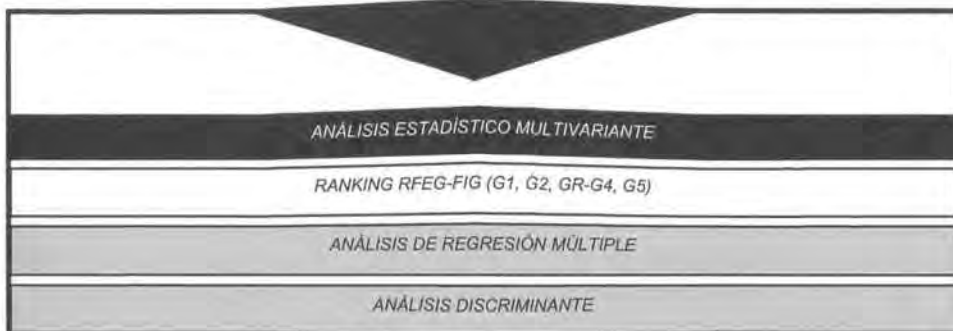 ANÁLISIS ESTADÍSTICO MULTIVARIANTE
RANKING RFEG-FIG (G1, G2, GR-G4, G5)
ANÁLISIS DE REGRESIÓN MÚLTIPLE
ANÁLISIS DISCRIMINANTE